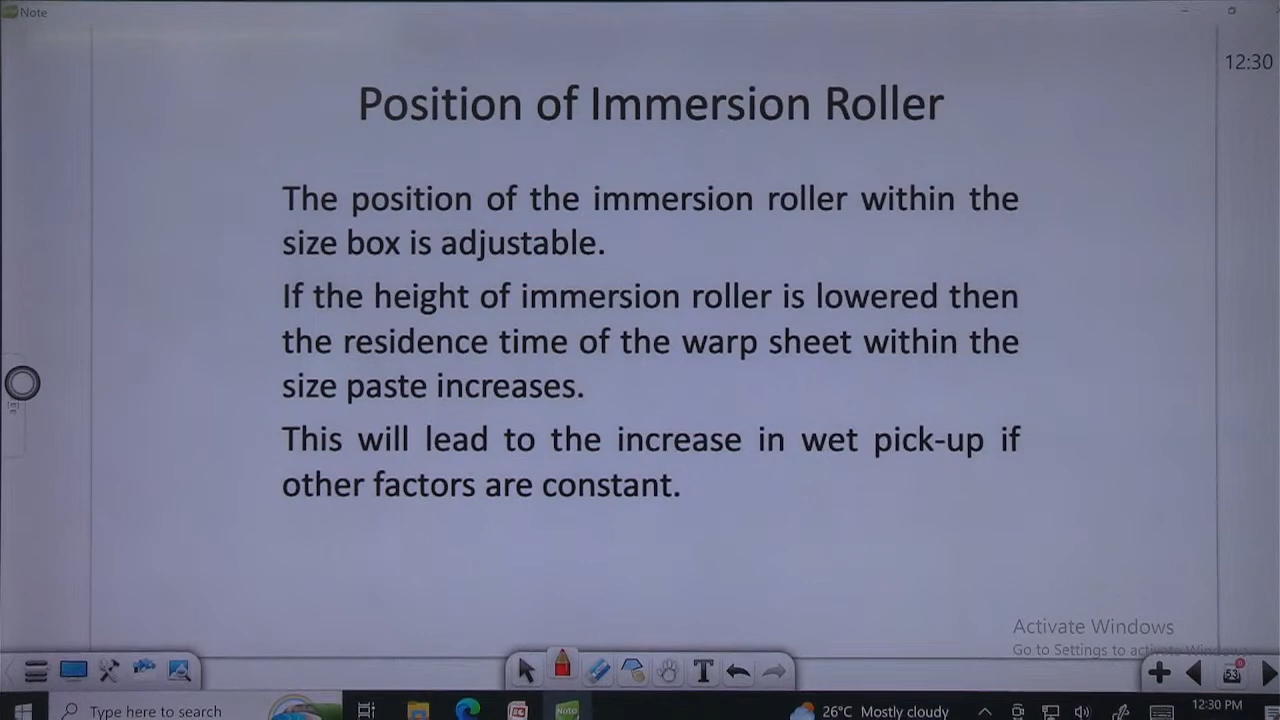 Note
12:30
Position of Immersion Roller
The position of the immersion roller within the
size box is adjustable.
If the height of immersion roller is lowered then
the residence time of the warp sheet within the
size paste increases.
This will lead to the increase in wet pick-up if
other factors are constant.
Activate Windows
Go to Settings to activate Windows.
T
53
Type here to search
Note
26°C Mostly cloudy
12:30 PM